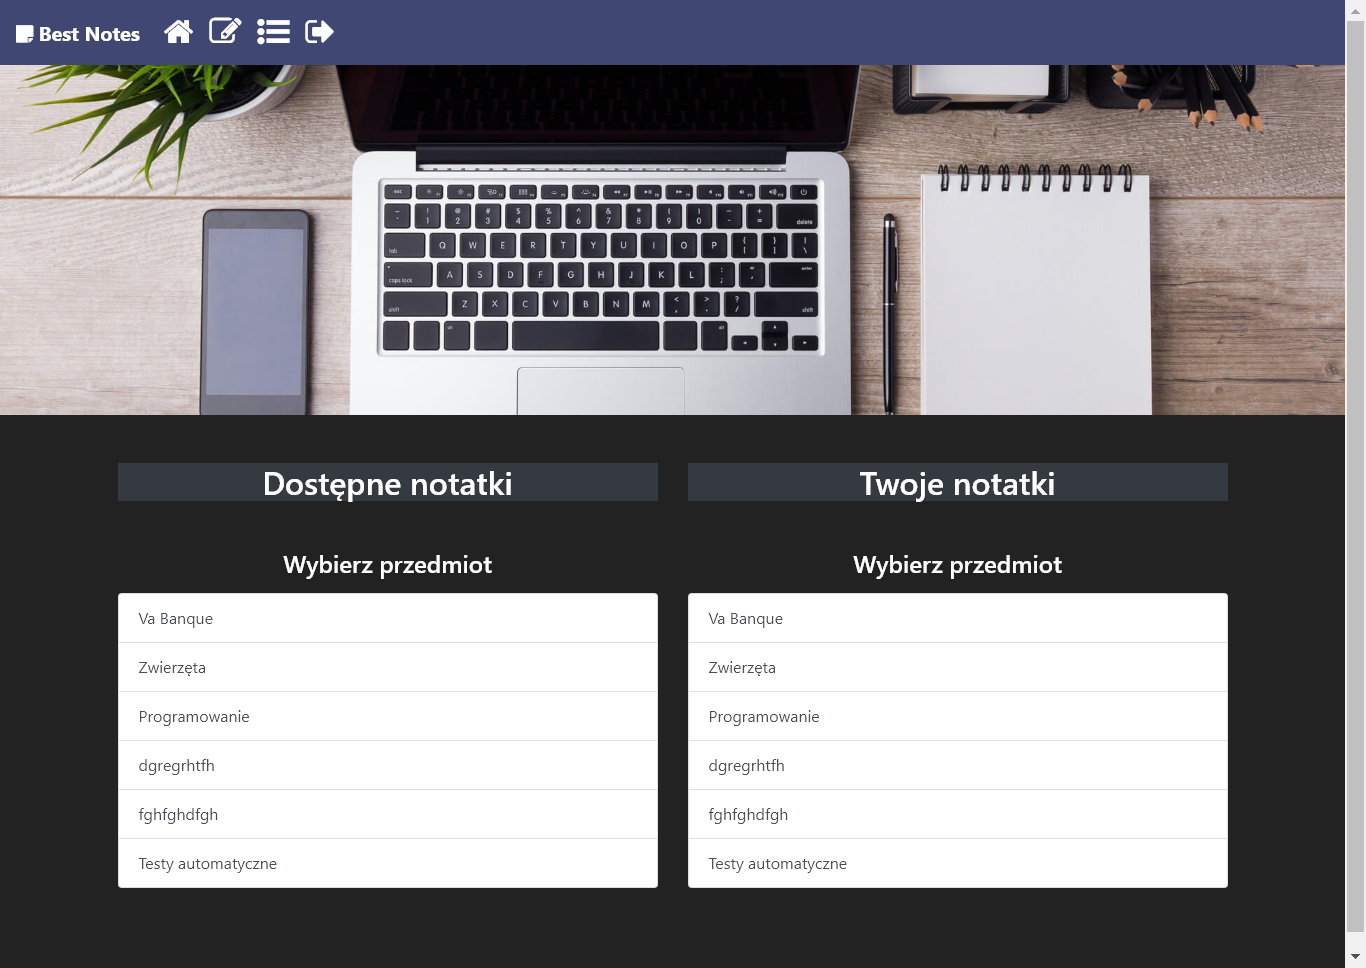 Best Notes
Dostępne notatki
Wybierz przedmiot
Va Banque
Zwierzęta
Programowanie
dgregrhtfh
fghfghdfgh
Testy automatyczne
Twoje notatki
Wybierz przedmiot
Va Banque
Zwierzęta
Programowanie
dgregrhtfh
fghfghdfgh
Testy automatyczne